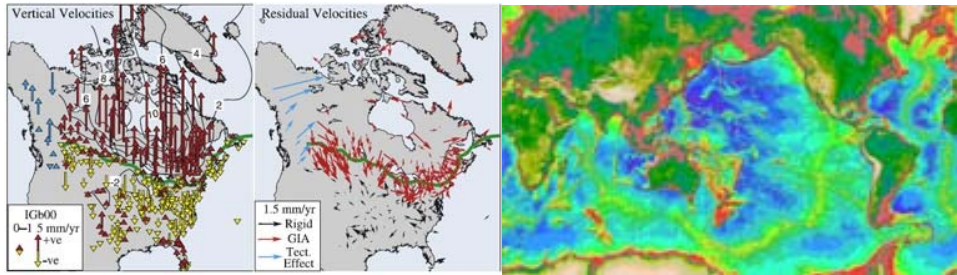 Vertical Velocities
4
6
8
6
2
10
-2
IGb00
0–1 5 mm/yr
+ve
-ve
Residual Velocities
1.5 mm/yr
Rigid
GIA
Tect.
Effect